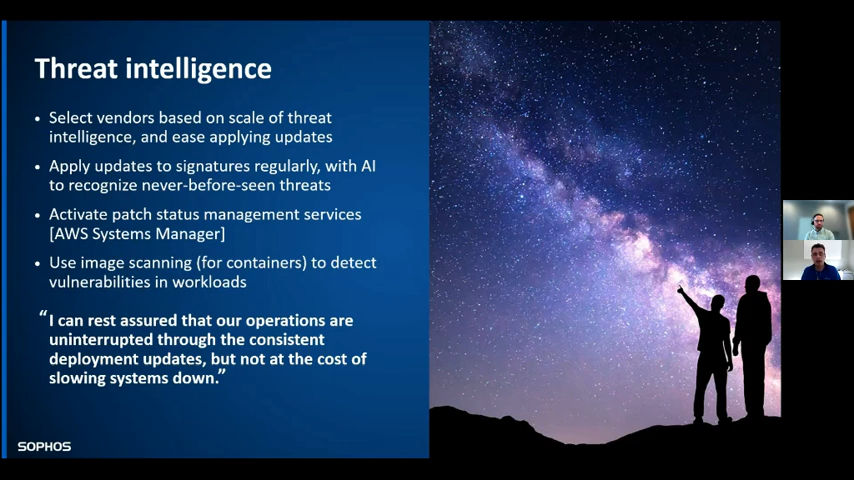 Threat intelligence
• Select vendors based on scale of threat
intelligence, and ease applying updates
• Apply updates to signatures regularly, with AI
to recognize never-before-seen threats
• Activate patch status management services
[AWS Systems Manager]
• Use image scanning (for containers) to detect
vulnerabilities in workloads
“I can rest assured that our operations are
uninterrupted through the consistent
deployment updates, but not at the cost of
slowing systems down.”
SOPHOS